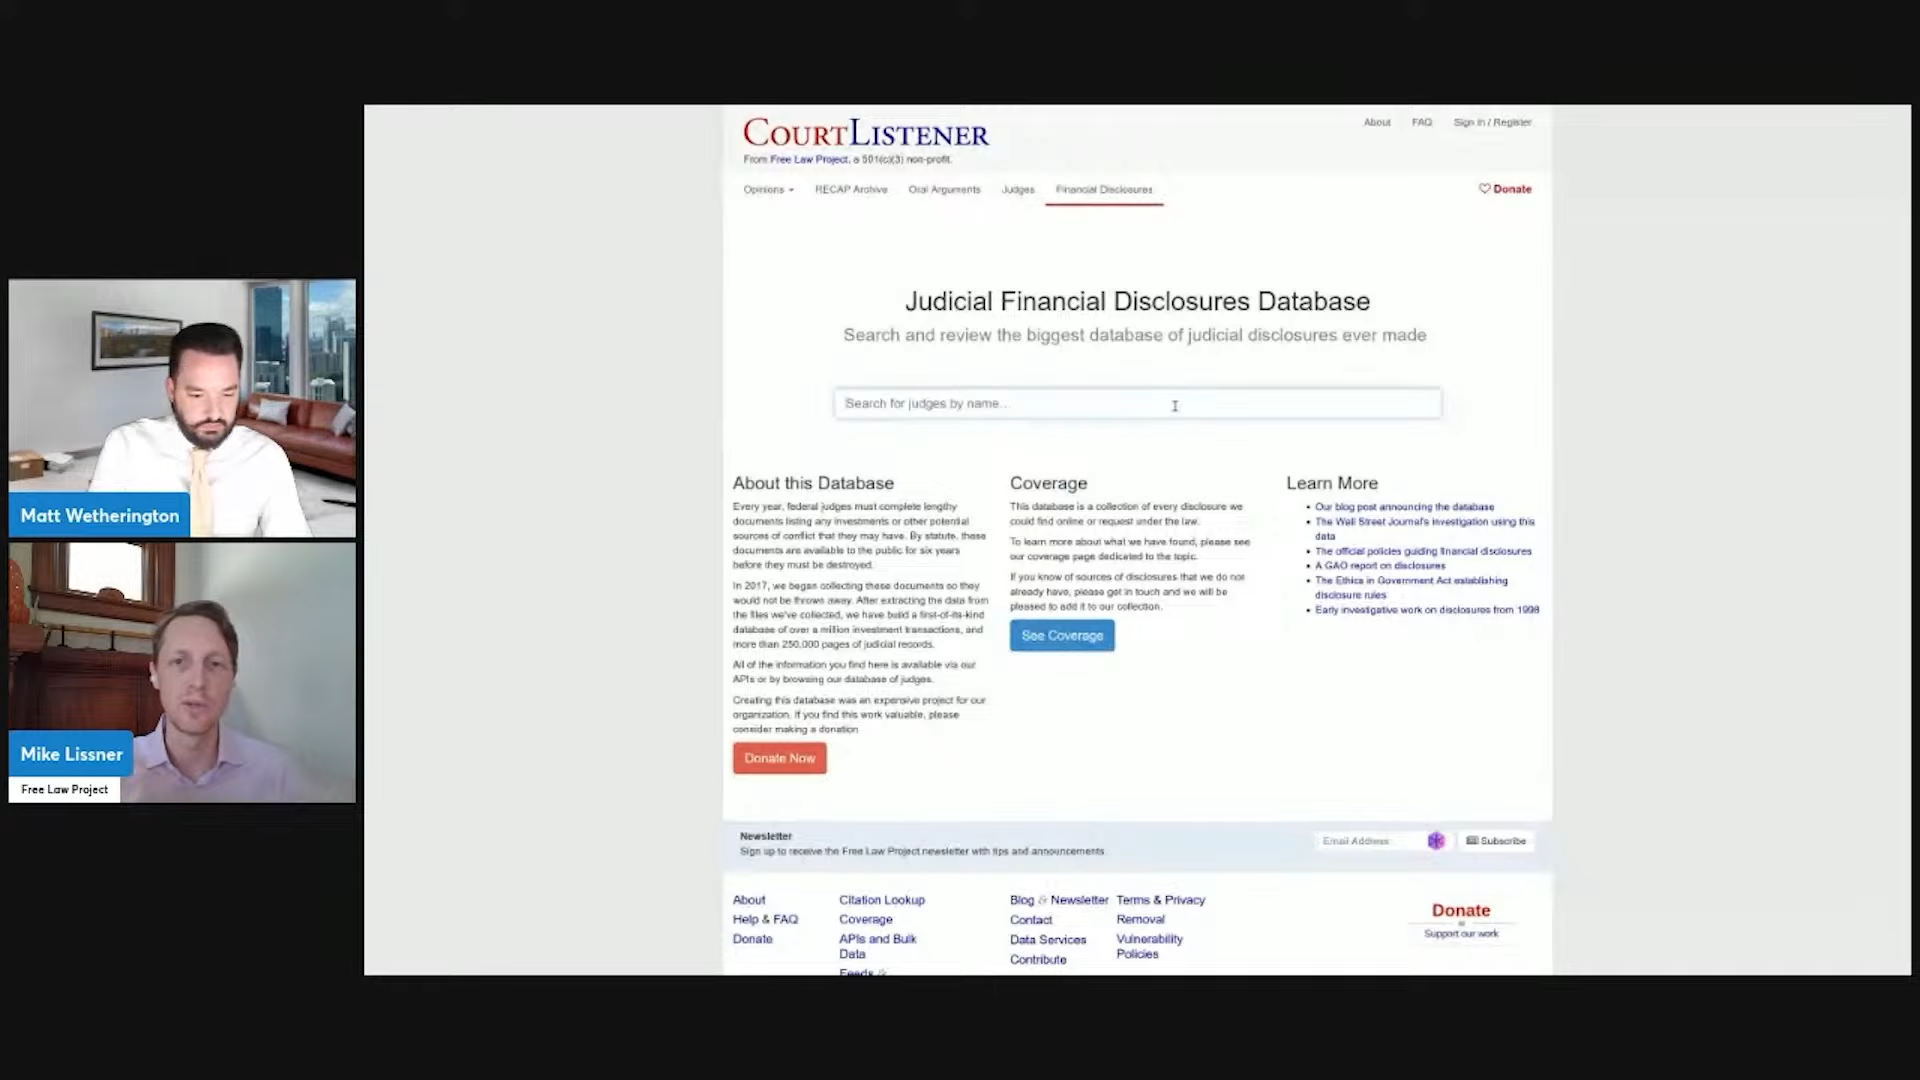 COURTLISTENER
From Free Law Project, a 501(c)(3) non-profit.
About FAQ Sign in / Register
Opinions RECAP Archive Oral Arguments Judges Financial Disclosures Donate
Judicial Financial Disclosures Database
Search and review the biggest database of judicial disclosures ever made
Search for judges by name...
About this Database
Every year, federal judges must complete lengthy
documents listing any investments or other potential
sources of conflict that they may have. By statute, these
documents are available to the public for six years
before they must be destroyed.
In 2017, we began collecting these documents so they
would not be thrown away. After extracting the data from
the files we've collected, we have build a first-of-its-kind
database of over a million investment transactions, and
more than 250,000 pages of judicial records.
All of the information you find here is available via our
APIs or by browsing our database of judges.
Creating this database was an expensive project for our
organization. If you find this work valuable, please
consider making a donation
Donate Now
Coverage
This database is a collection of every disclosure we
could find online or request under the law.
To learn more about what we have found, please see
our coverage page dedicated to the topic.
If you know of sources of disclosures that we do not
already have, please get in touch and we will be
pleased to add it to our collection.
See Coverage
Learn More
Our blog post announcing the database
The Wall Street Journal's investigation using this
data
The official policies guiding financial disclosures
A GAO report on disclosures
The Ethics in Government Act establishing
disclosure rules
Early investigative work on disclosures from 1998
Matt Wetherington
Mike Lissner
Free Law Project
Newsletter
Sign up to receive the Free Law Project newsletter with tips and announcements.
Email Address
Subscribe
About
Help & FAQ
Donate
Citation Lookup
Coverage
APIs and Bulk
Data
Feeds &
Blog & Newsletter
Contact
Data Services
Contribute
Terms & Privacy
Removal
Vulnerability
Policies
Donate
Support our work